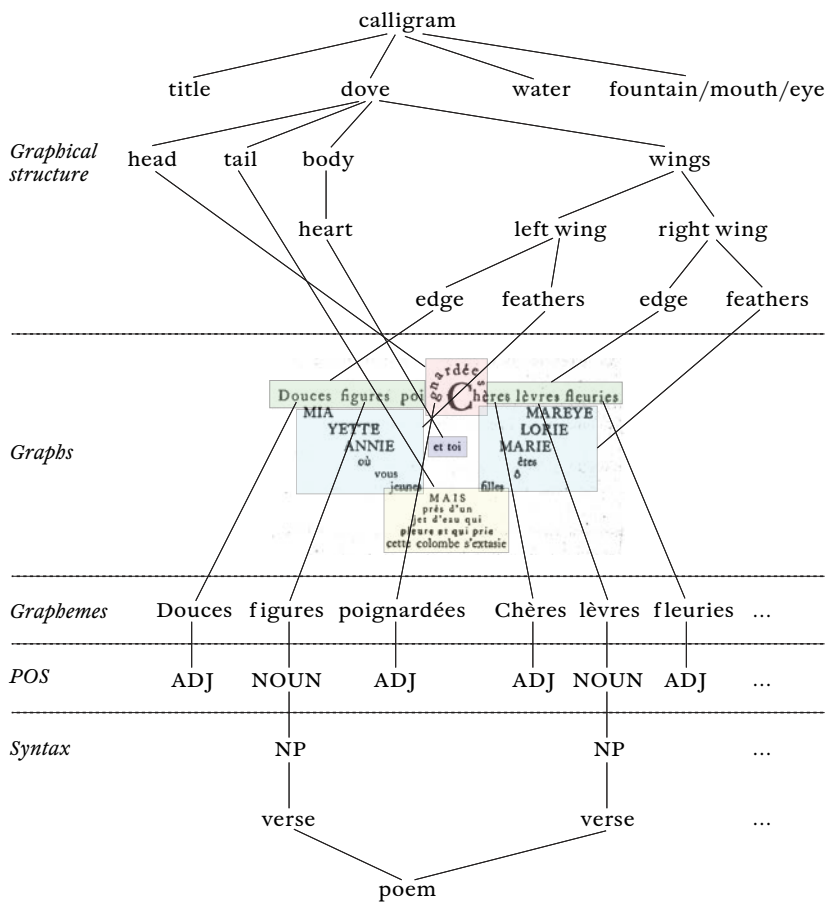 calligram
title dove water fountain/mouth/eye
Graphical structure
head tail body wings
heart left wing right wing
edge feathers edge feathers
Graphs
gnardées
Douces figures poi C hères lèvres fleuries
MIA MAREYE
YETTE LORIE
ANNIE et toi MARIE
où êtes
vous ô
jeunes filles
MAIS
près d'un
jet d'eau qui
pleure et qui prie
cette colombe s'extasie
Graphemes Douces figures poignardées Chères lèvres fleuries ...
POS ADJ NOUN ADJ ADJ NOUN ADJ ...
Syntax NP NP ...
verse verse ...
poem